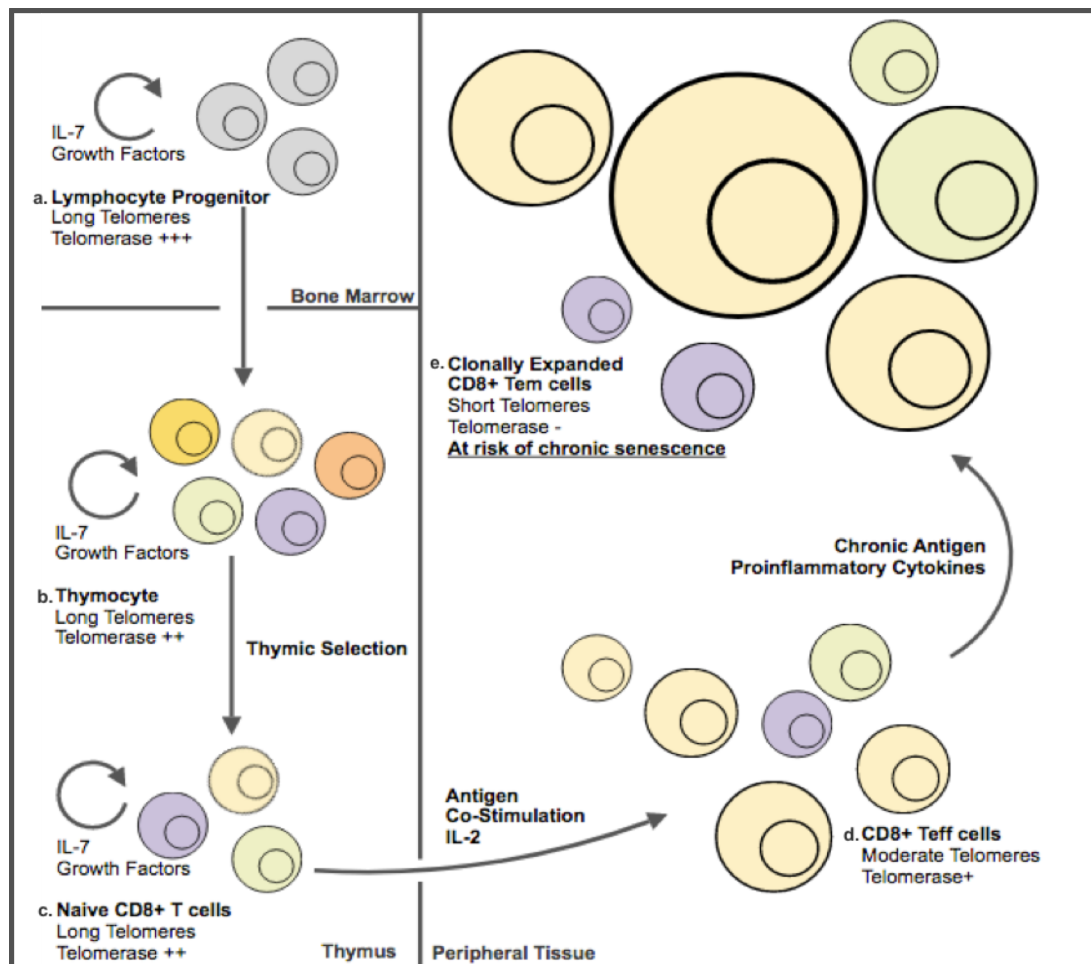 IL-7
Growth Factors
a. Lymphocyte Progenitor
Long Telomeres
Telomerase +++
Bone Marrow
IL-7
Growth Factors
b. Thymocyte
Long Telomeres
Telomerase ++
Thymic Selection
IL-7
Growth Factors
c. Naive CD8+ T cells
Long Telomeres
Telomerase ++
Thymus
Peripheral Tissue
Antigen
Co-Stimulation
IL-2
d. CD8+ Teff cells
Moderate Telomeres
Telomerase+
Chronic Antigen
Proinflammatory Cytokines
e. Clonally Expanded
CD8+ Tem cells
Short Telomeres
Telomerase -
At risk of chronic senescence